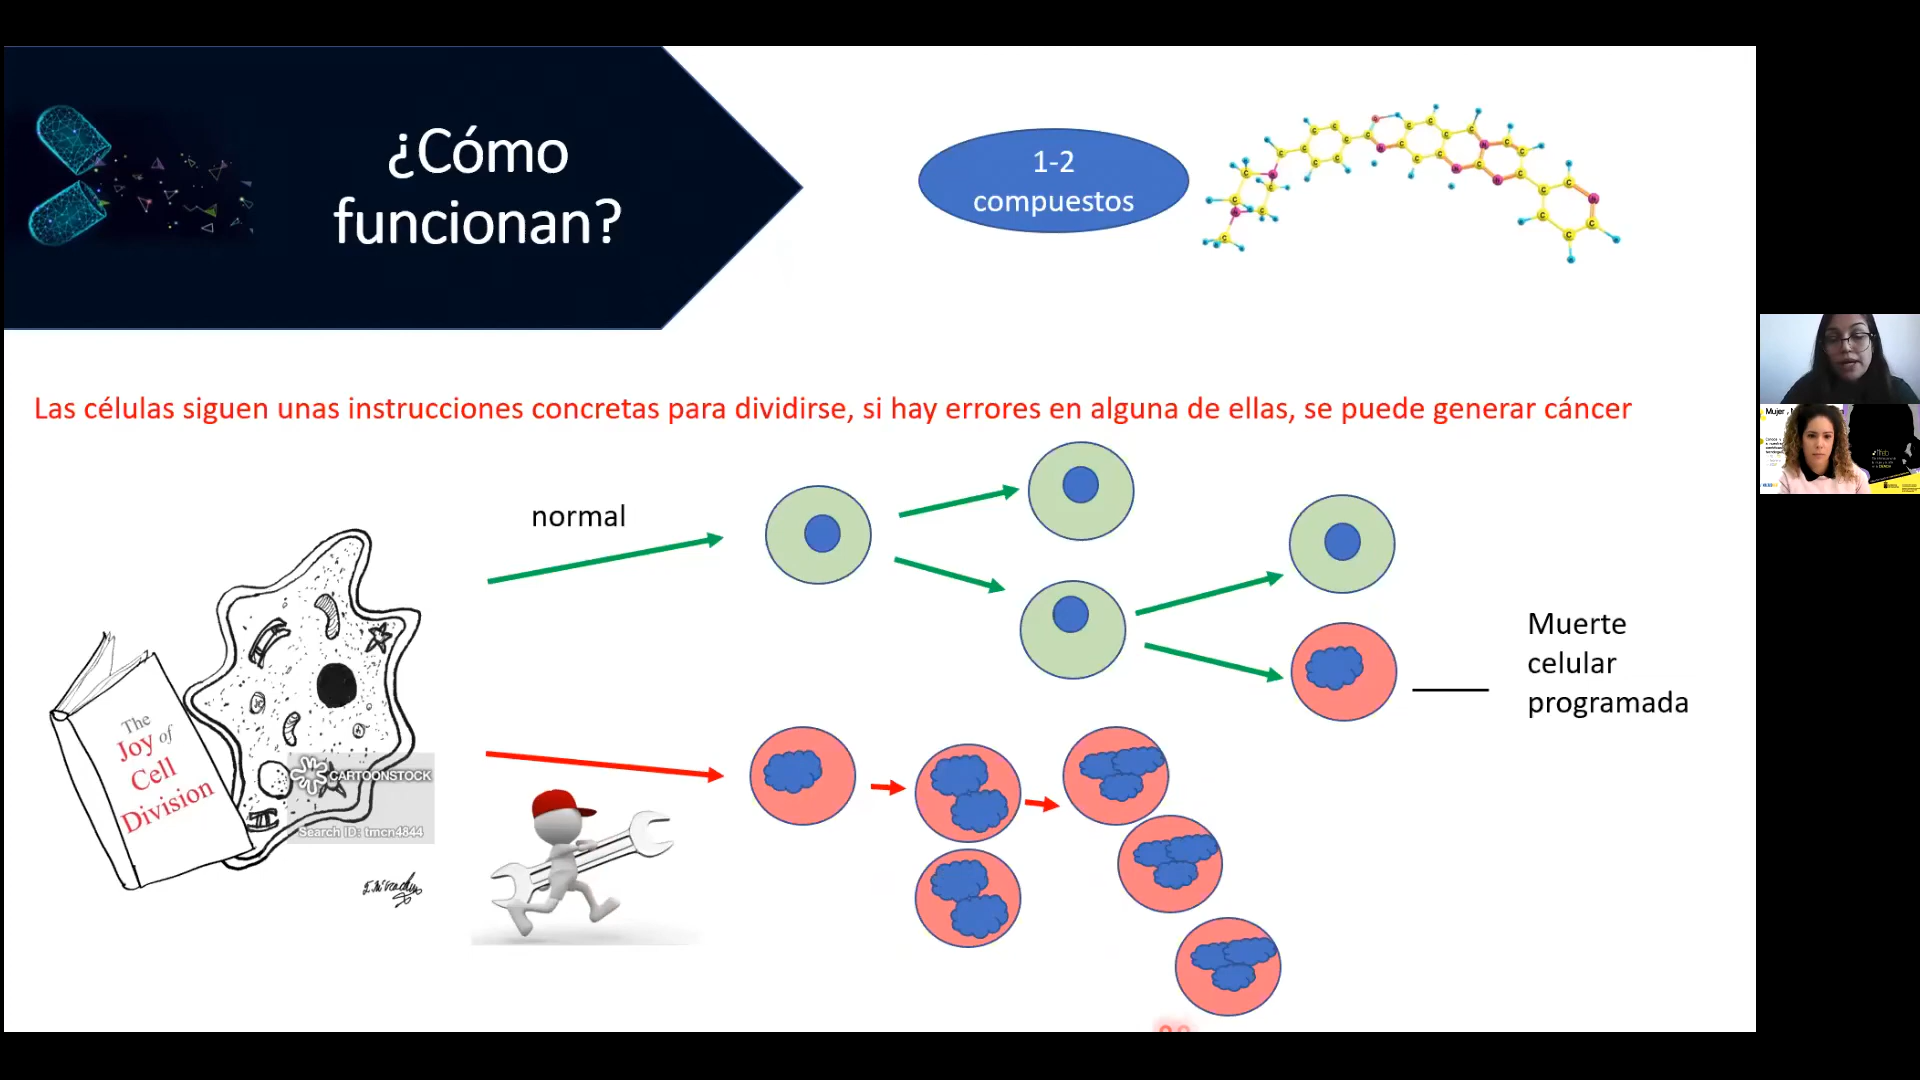 ¿Cómo
funcionan?
1-2
compuestos
Las células siguen unas instrucciones concretas para dividirse, si hay errores en alguna de ellas, se puede generar cáncer
normal
Muerte
celular
programada
The
Joy of
Cell
Division
CARTOONSTOCK
Search ID: tmcn4844
Mujer